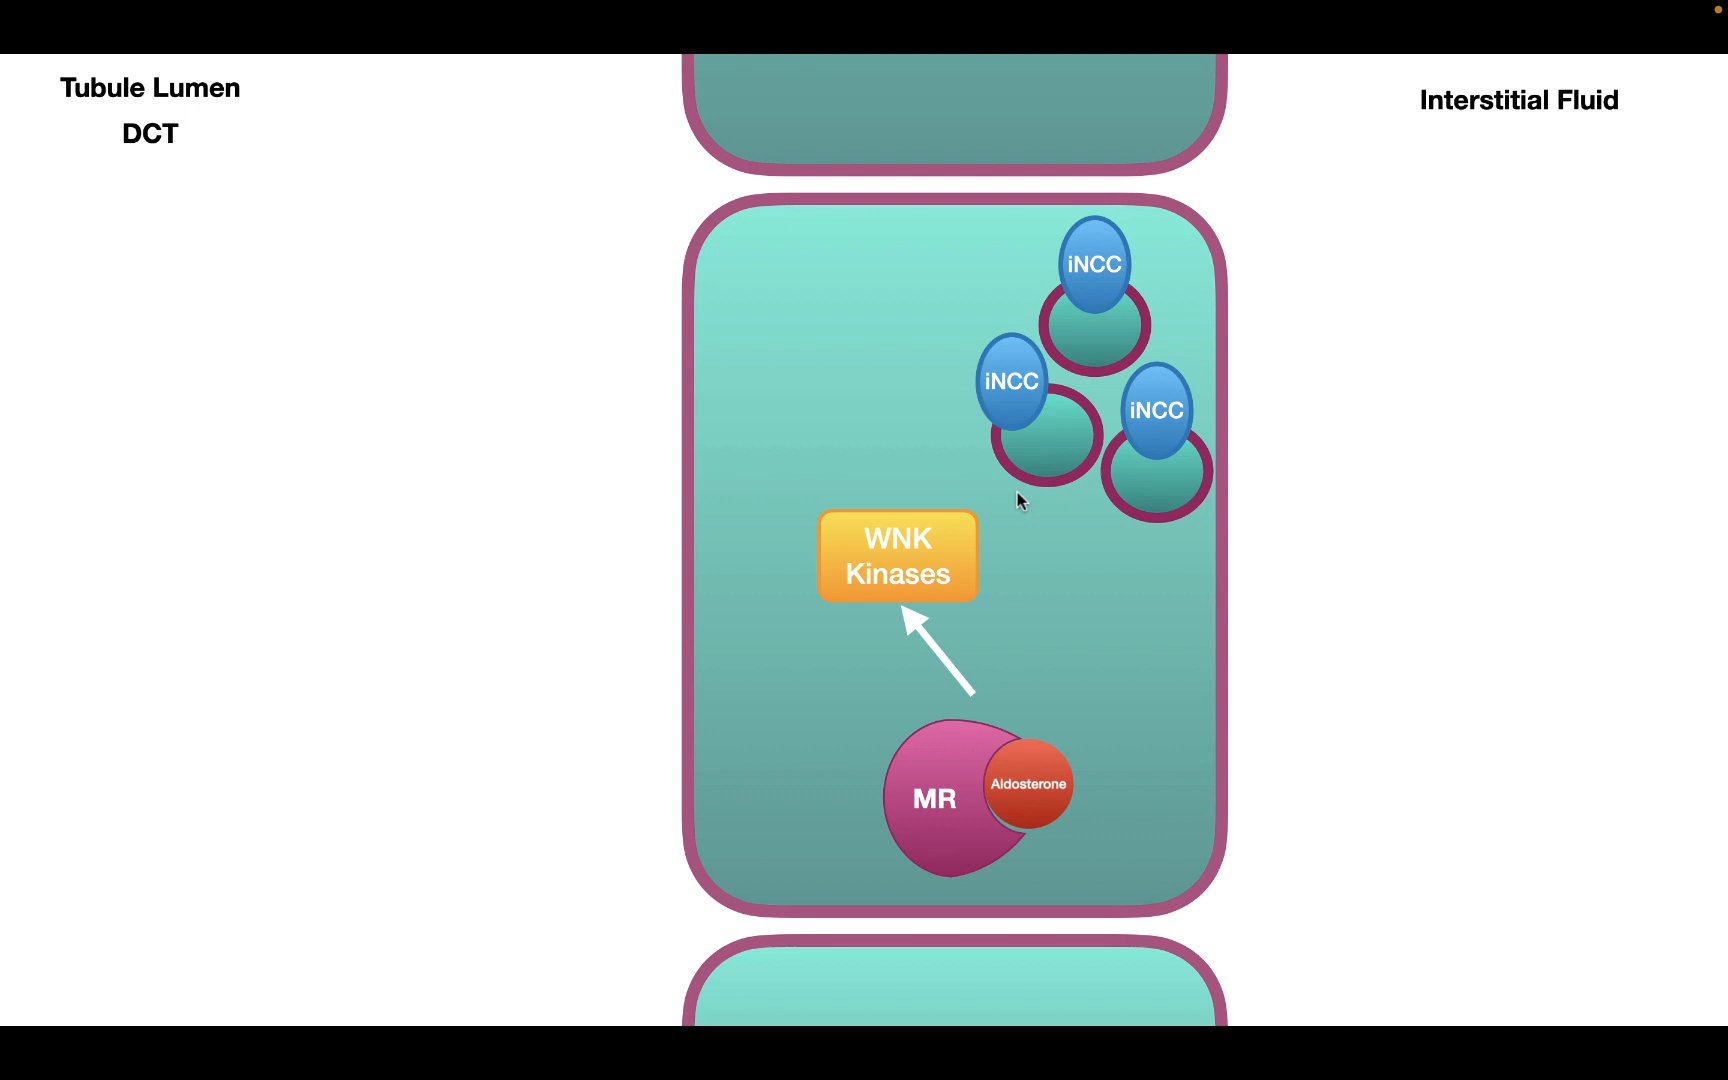 Tubule Lumen
DCT
Interstitial Fluid
iNCC
iNCC
iNCC
WNK
Kinases
MR
Aldosterone